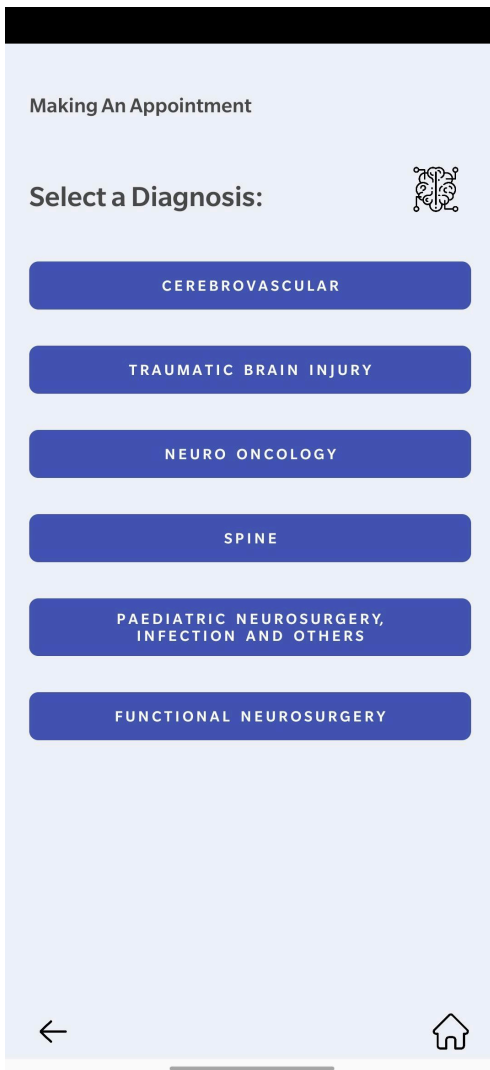 Making An Appointment
Select a Diagnosis:
CEREBROVASCULAR
TRAUMATIC BRAIN INJURY
NEURO ONCOLOGY
SPINE
PAEDIATRIC NEUROSURGERY,
INFECTION AND OTHERS
FUNCTIONAL NEUROSURGERY